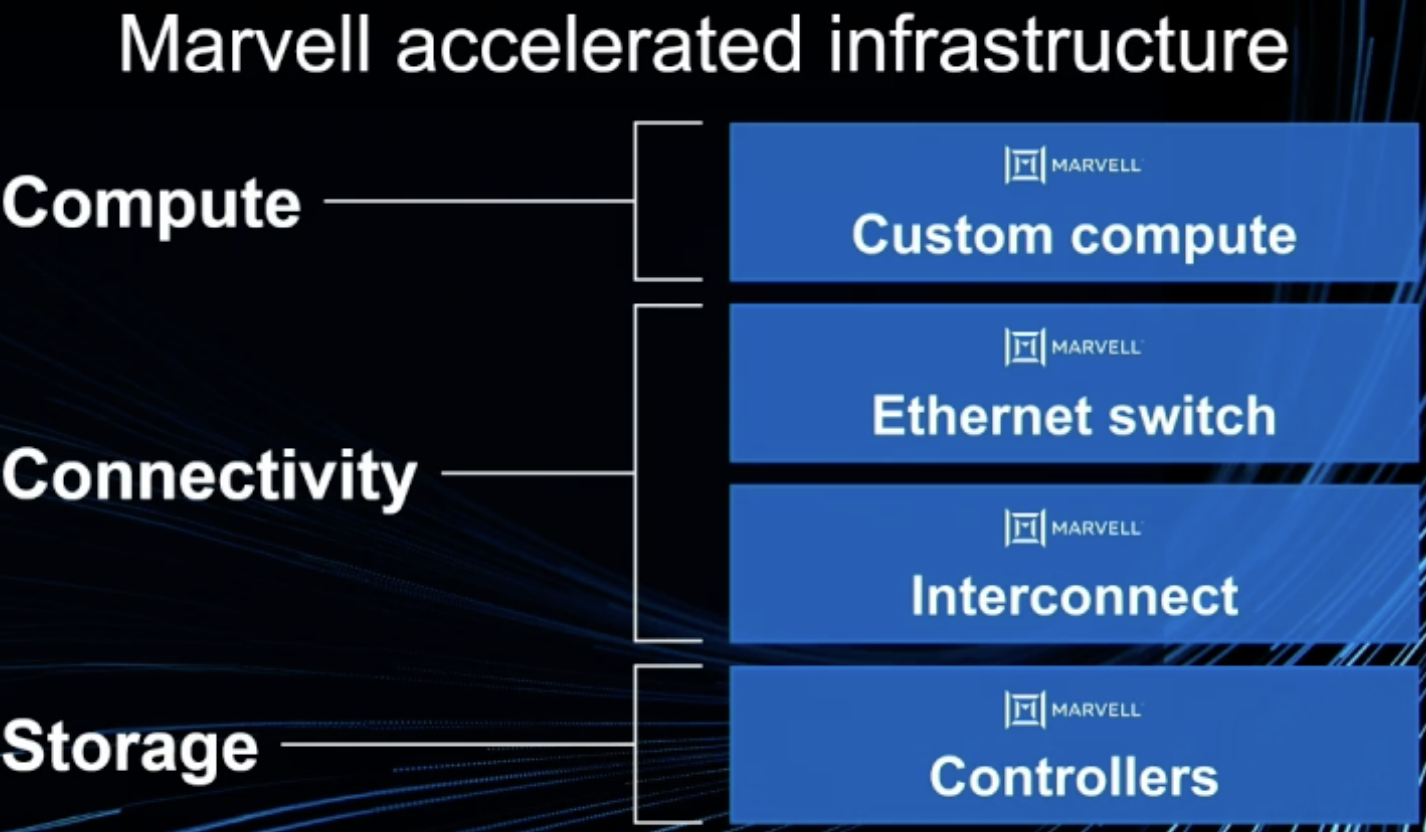 Marvell accelerated infrastructure
Compute
MARVELL
Custom compute
Connectivity
MARVELL
Ethernet switch
MARVELL
Interconnect
Storage
MARVELL
Controllers